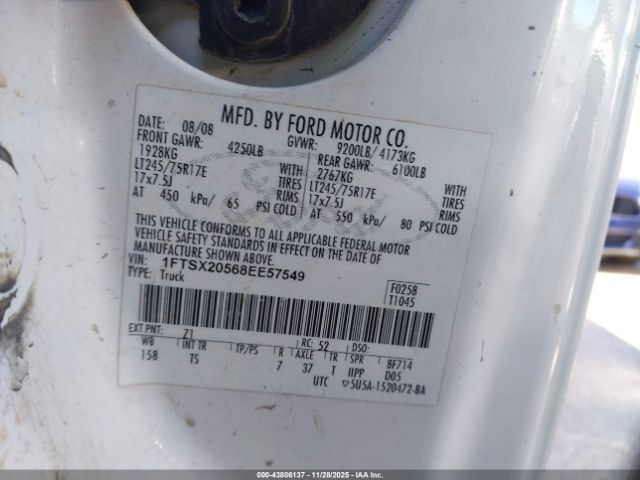 MFD. BY FORD MOTOR CO.
DATE: 08/08 GVWR: 9200LB/ 4173KG
FRONT GAWR: 4250LB REAR GAWR: 6100LB
1928KG WITH 2767KG WITH
LT245/75R17E TIRES LT245/75R17E TIRES
17x7.5J RIMS 17x7.5J RIMS
AT 450 kPa/ 65 PSI COLD AT 550 kPa/ 80 PSI COLD
THIS VEHICLE CONFORMS TO ALL APPLICABLE FEDERAL MOTOR
VEHICLE SAFETY STANDARDS IN EFFECT ON THE DATE OF
MANUFACTURE SHOWN ABOVE.
VIN: 1FTSX20568EE57549
TYPE: Truck
F0258
T1045
EXT PNT: Z1 RC: 52 DSO:
WB INT TR TP/PS R AXLE TR SPR BF714
158 TS 7 37 T IIPP D05
UTC ▽5U5A-1520472-BA
-- 43806137 | 11/28/2025 | IAA --